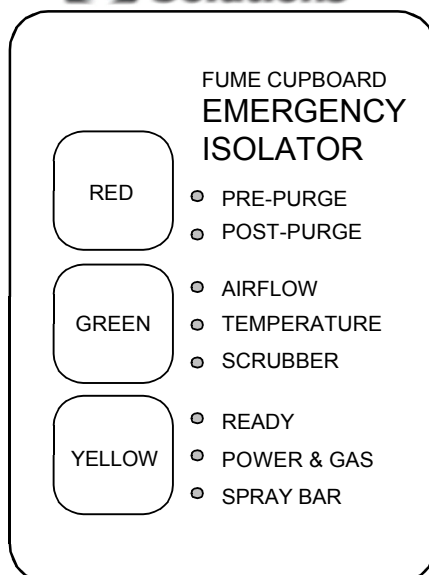 FUME CUPBOARD
EMERGENCY
ISOLATOR
RED
PRE-PURGE
POST-PURGE
GREEN
AIRFLOW
TEMPERATURE
SCRUBBER
YELLOW
READY
POWER & GAS
SPRAY BAR